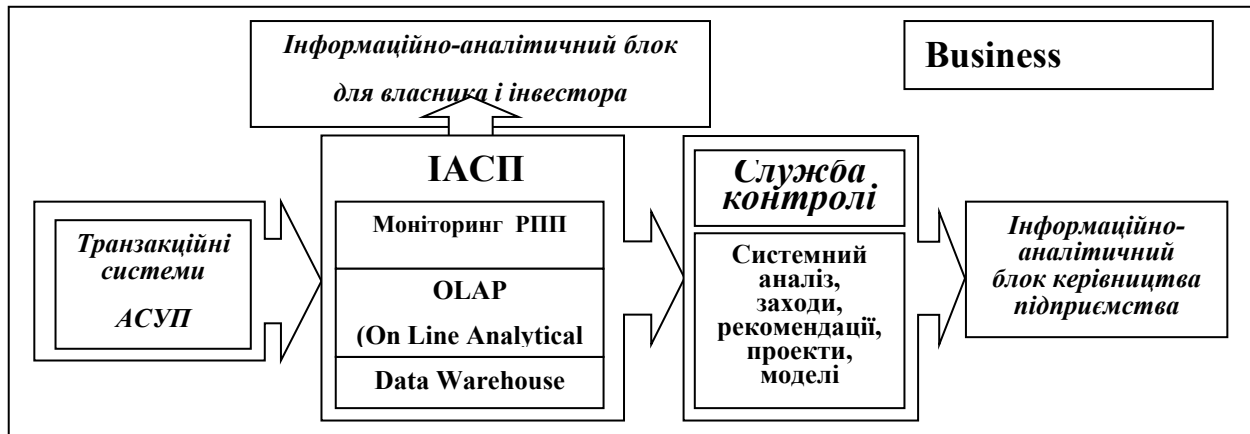 Інформаційно-аналітичний блок
для власника і інвестора
Business
ІАСП
Моніторинг РПП
OLAP
(On Line Analytical
Data Warehouse
Транзакційні
системи
АСУП
Служба
контролі
Системний
аналіз,
заходи,
рекомендації,
проекти,
моделі
Інформаційно-
аналітичний
блок керівництва
підприємства